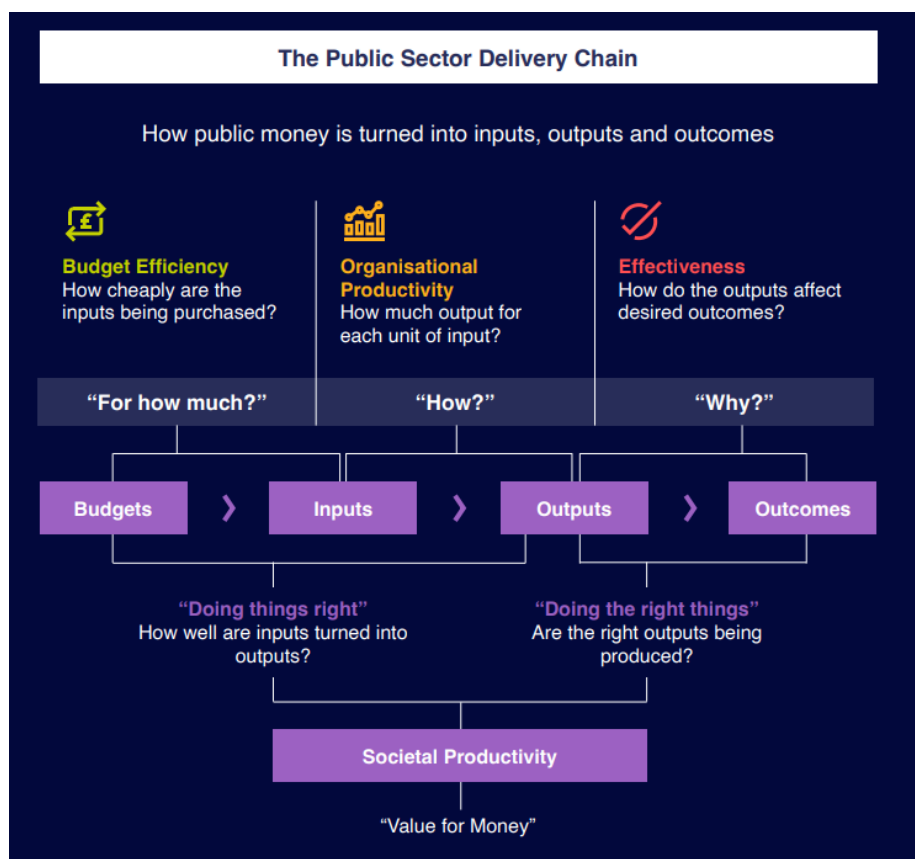 The Public Sector Delivery Chain
How public money is turned into inputs, outputs and outcomes
£
Budget Efficiency
How cheaply are the
inputs being purchased?
Organisational
Productivity
How much output for
each unit of input?
Effectiveness
How do the outputs affect
desired outcomes?
“For how much?”
“How?”
“Why?”
Budgets
Inputs
Outputs
Outcomes
“Doing things right”
How well are inputs turned into
outputs?
“Doing the right things”
Are the right outputs being
produced?
Societal Productivity
“Value for Money”